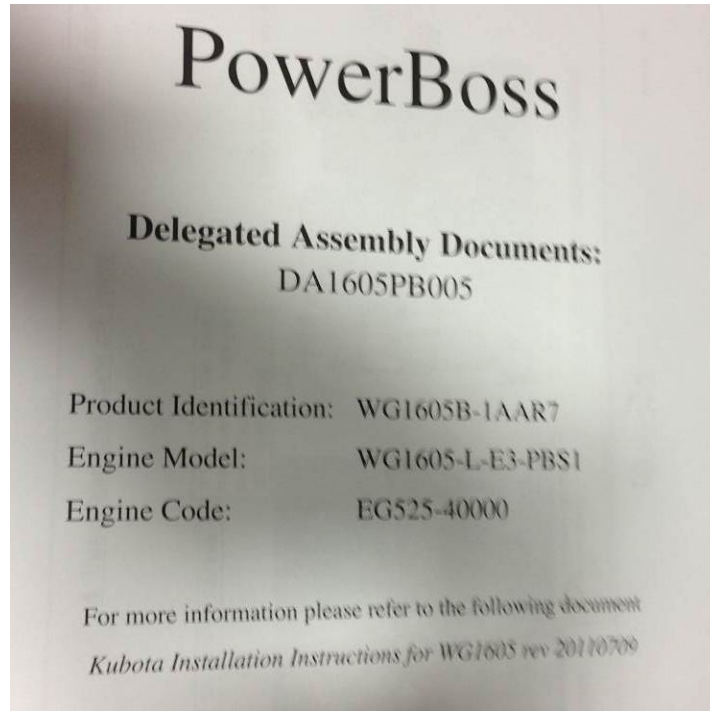 PowerBoss
Delegated Assembly Documents:
DA1605PB005
Product Identification: WG1605B-1AAR7
Engine Model: WG1605-L-E3-PBS1
Engine Code: EG525-40000
For more information please refer to the following document
Kubota Installation Instructions for WG1605 rev 20110709